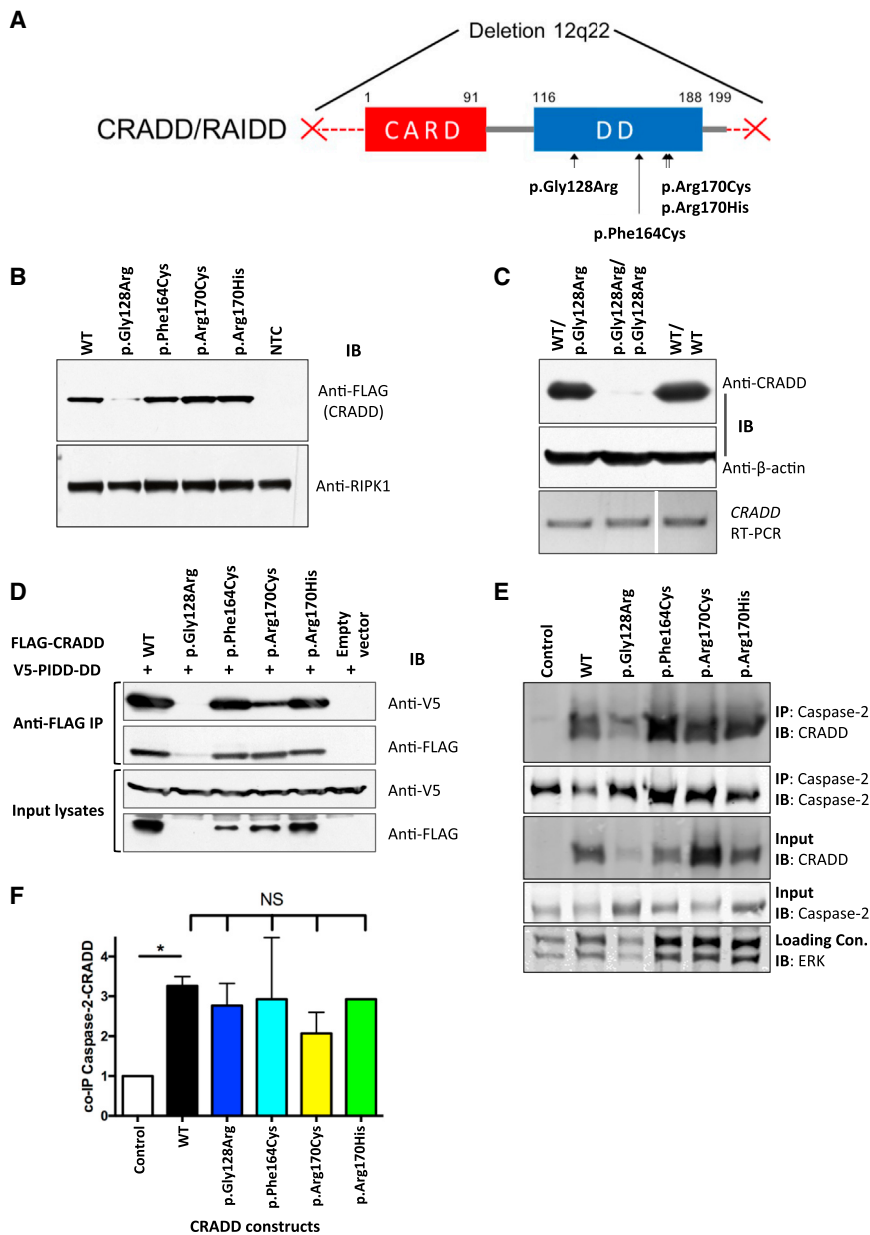 A
Deletion 12q22
1 91 116 188 199
CRADD/RAIDD
CARD
DD
p.Gly128Arg
p.Arg170Cys
p.Arg170His
p.Phe164Cys
B
WT
p.Gly128Arg
p.Phe164Cys
p.Arg170Cys
p.Arg170His
NTC
IB
Anti-FLAG
(CRADD)
Anti-RIPK1
C
WT/
p.Gly128Arg
p.Gly128Arg/
p.Gly128Arg
WT/
WT
Anti-CRADD
IB
Anti-β-actin
CRADD
RT-PCR
D
FLAG-CRADD
WT
p.Gly128Arg
p.Phe164Cys
p.Arg170Cys
p.Arg170His
Empty
vector
IB
V5-PIDD-DD + + + + + +
Anti-FLAG IP
Anti-V5
Anti-FLAG
Input lysates
Anti-V5
Anti-FLAG
E
Control
WT
p.Gly128Arg
p.Phe164Cys
p.Arg170Cys
p.Arg170His
IP: Caspase-2
IB: CRADD
IP: Caspase-2
IB: Caspase-2
Input
IB: CRADD
Input
IB: Caspase-2
Loading Con.
IB: ERK
F
NS
*
co-IP Caspase-2-CRADD
4
3
2
1
0
Control
WT
p.Gly128Arg
p.Phe164Cys
p.Arg170Cys
p.Arg170His
CRADD constructs